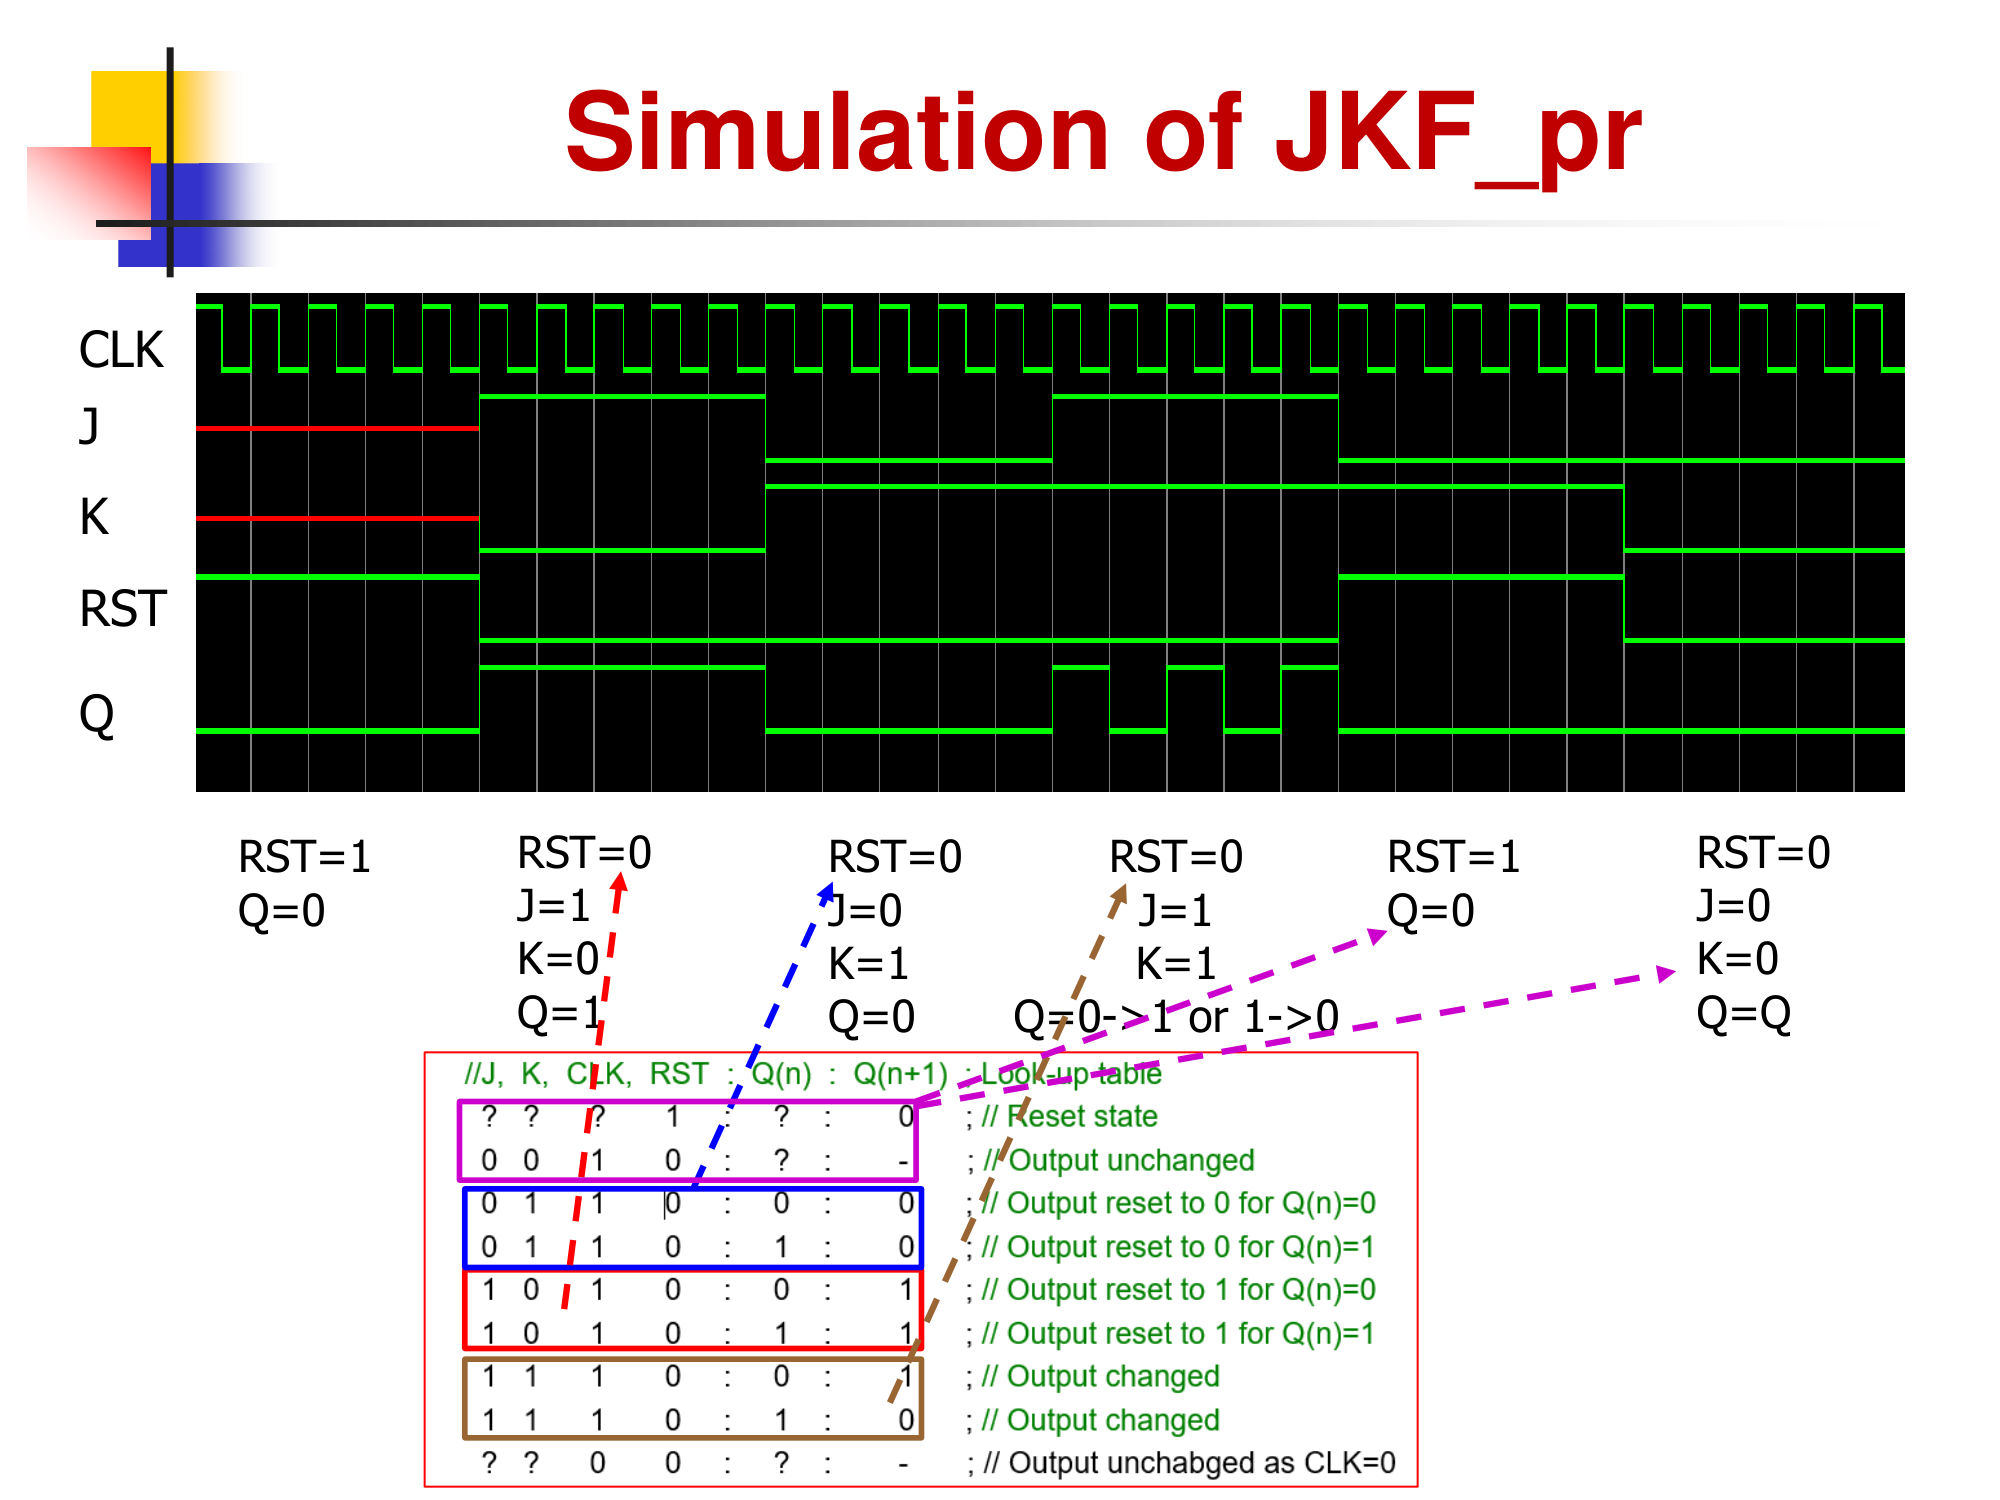 Simulation of JKF_pr
CLK
J
K
RST
Q
RST=1
Q=0
RST=0
J=1
K=0
Q=1
RST=0
J=0
K=1
Q=0
RST=0
J=1
K=1
Q=0->1 or 1->0
RST=1
Q=0
RST=0
J=0
K=0
Q=Q
//J, K, CLK, RST : Q(n) : Q(n+1) ; Look-up table
? ? ? 1 : ? : 0 ; // Reset state
0 0 1 0 : ? : - ; // Output unchanged
0 1 1 0 : 0 : 0 ; // Output reset to 0 for Q(n)=0
0 1 1 0 : 1 : 0 ; // Output reset to 0 for Q(n)=1
1 0 1 0 : 0 : 1 ; // Output reset to 1 for Q(n)=0
1 0 1 0 : 1 : 1 ; // Output reset to 1 for Q(n)=1
1 1 1 0 : 0 : 1 ; // Output changed
1 1 1 0 : 1 : 0 ; // Output changed
? ? 0 0 : ? : - ; // Output unchabged as CLK=0